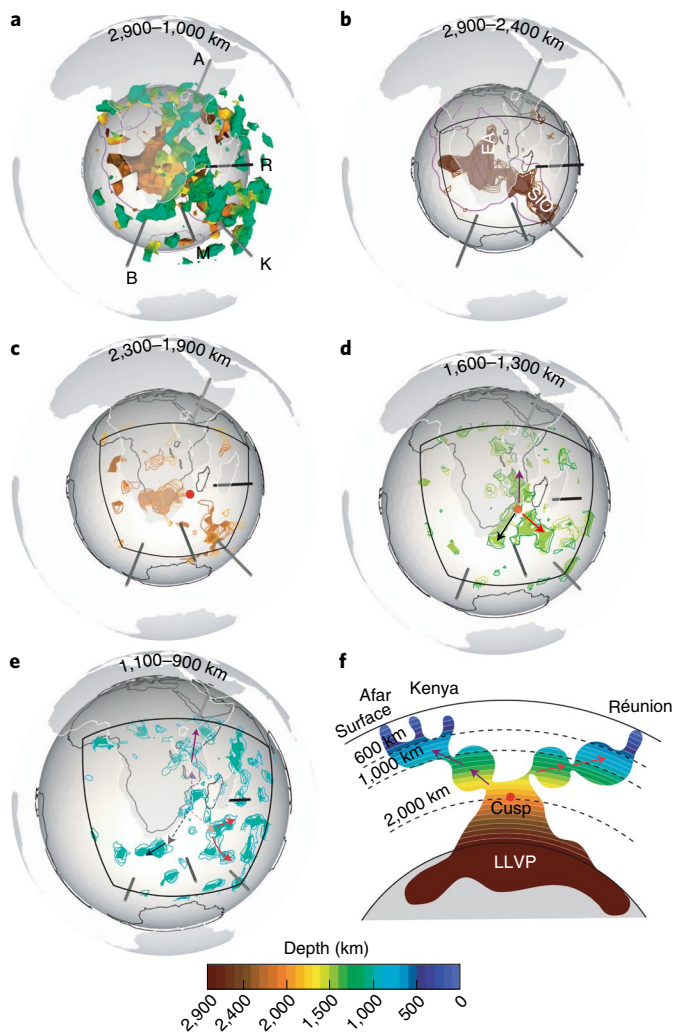 a
2,900–1,000 km
A
R
K
M
B
b
2,900–2,400 km
EA
SIO
c
2,300–1,900 km
d
1,600–1,300 km
e
1,100–900 km
f
Afar
Kenya
Réunion
Surface
600 km
1,000 km
2,000 km
Cusp
LLVP
Depth (km)
2,900
2,400
2,000
1,500
1,000
500
0